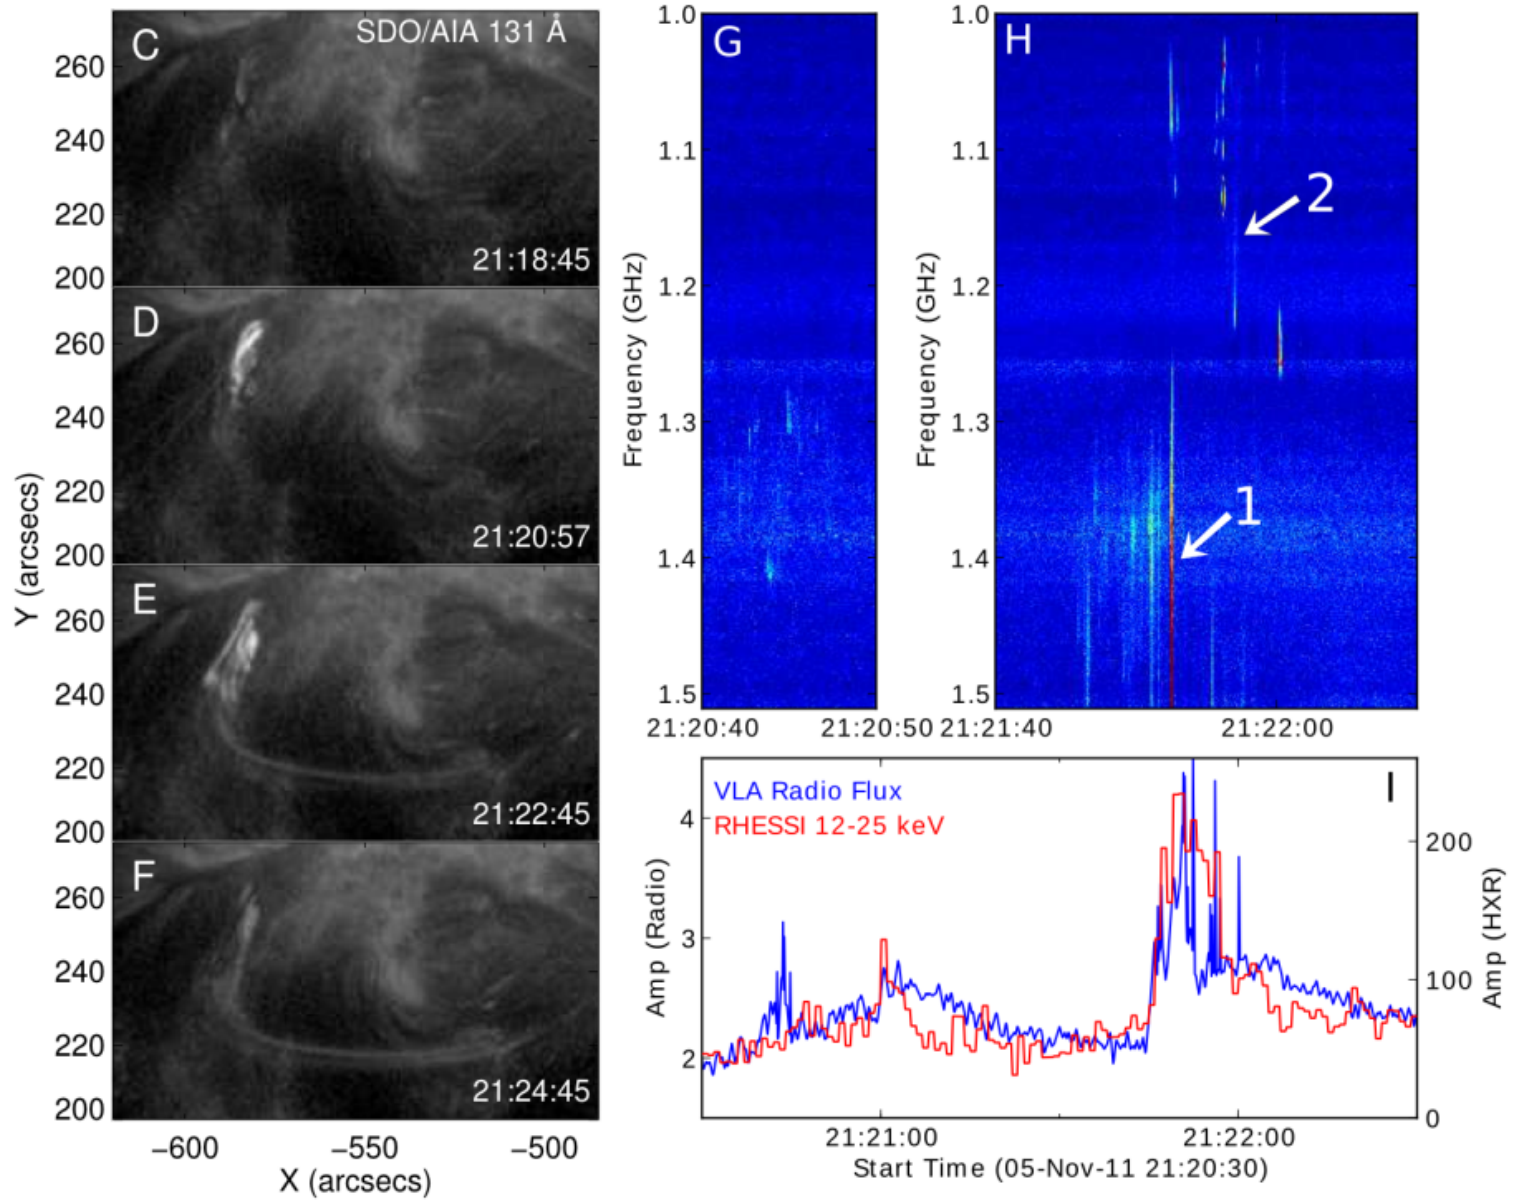 C
SDO/AIA 131 Å
260
240
220
200
21:18:45
D
260
240
220
200
21:20:57
E
260
240
220
200
21:22:45
F
260
240
220
200
21:24:45
Y (arcsecs)
−600
−550
−500
X (arcsecs)
G
1.0
1.1
1.2
1.3
1.4
1.5
Frequency (GHz)
21:20:40
21:20:50
H
1.0
1.1
1.2
1.3
1.4
1.5
Frequency (GHz)
2
1
21:21:40
21:22:00
VLA Radio Flux
RHESSI 12-25 keV
I
4
3
2
Amp (Radio)
200
100
0
Amp (HXR)
21:21:00
21:22:00
Start Time (05-Nov-11 21:20:30)